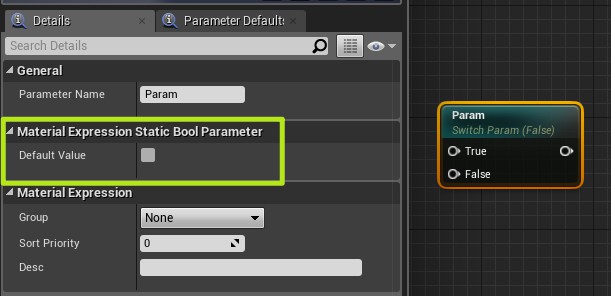 Details
Parameter Defaults
Search Details
General
Parameter Name
Param
Material Expression Static Bool Parameter
Default Value
Material Expression
Group
None
Sort Priority
0
Desc
Param
Switch Param (False)
True
False